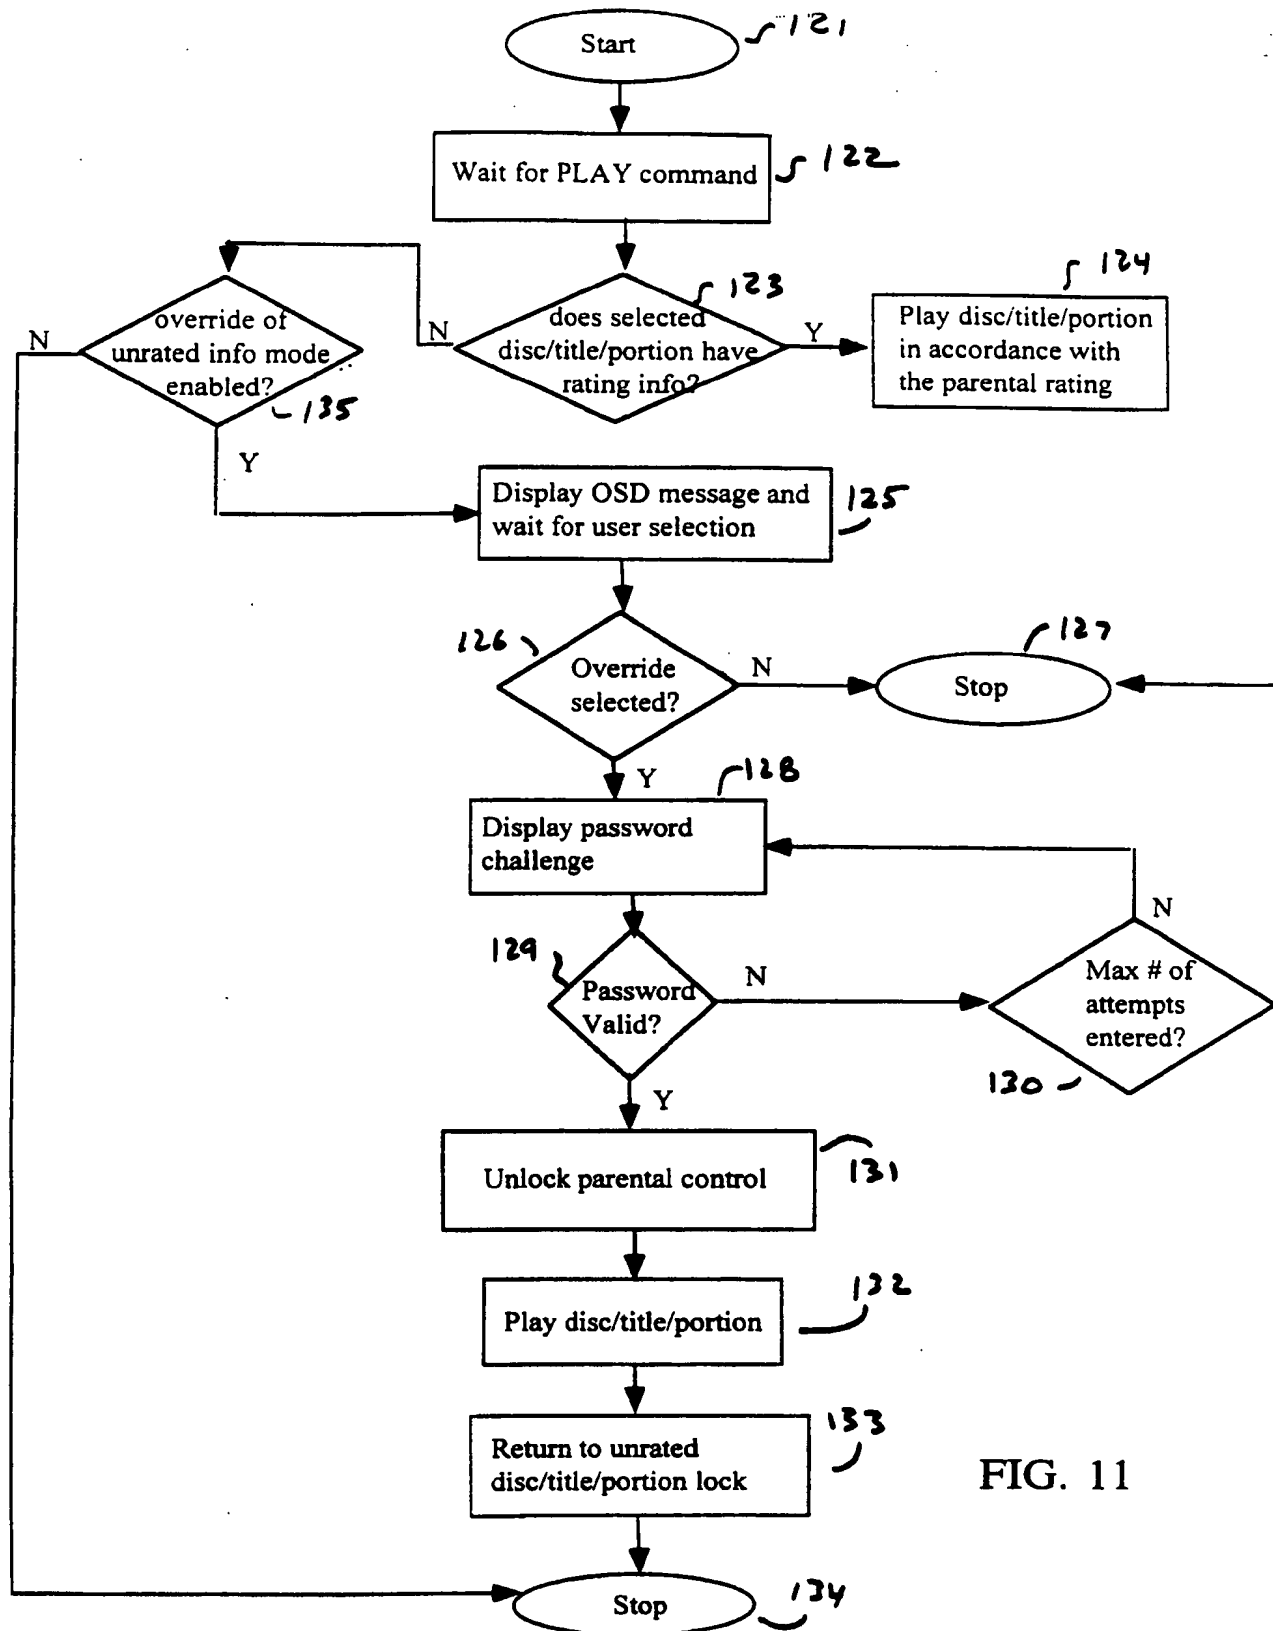 Start
121
Wait for PLAY command
122
123
124
N
override of
unrated info mode
enabled?
135
N
does selected
disc/title/portion have
rating info?
Y
Play disc/title/portion
in accordance with
the parental rating
Y
Display OSD message and
wait for user selection
125
126
Override
selected?
N
127
Stop
Y
128
Display password
challenge
N
129
Password
Valid?
N
Max # of
attempts
entered?
130
Y
Unlock parental control
131
Play disc/title/portion
132
Return to unrated
disc/title/portion lock
133
FIG. 11
Stop
134